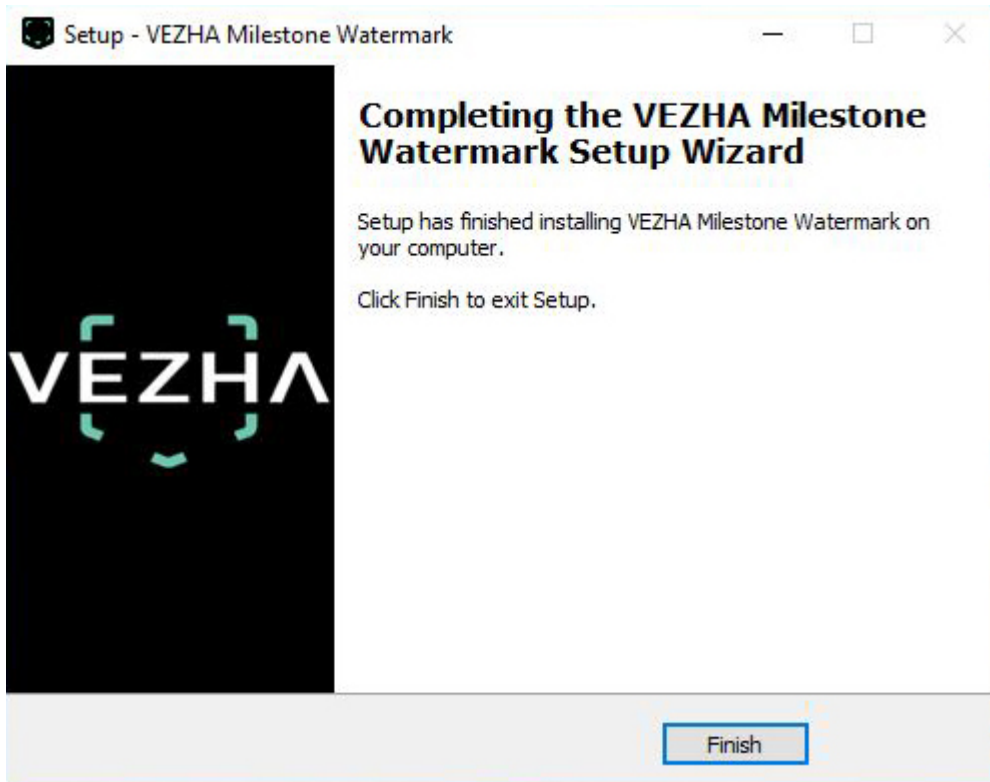 Setup - VEZHA Milestone Watermark
Completing the VEZHA Milestone
Watermark Setup Wizard
Setup has finished installing VEZHA Milestone Watermark on
your computer.
Click Finish to exit Setup.
VEZHA
Finish